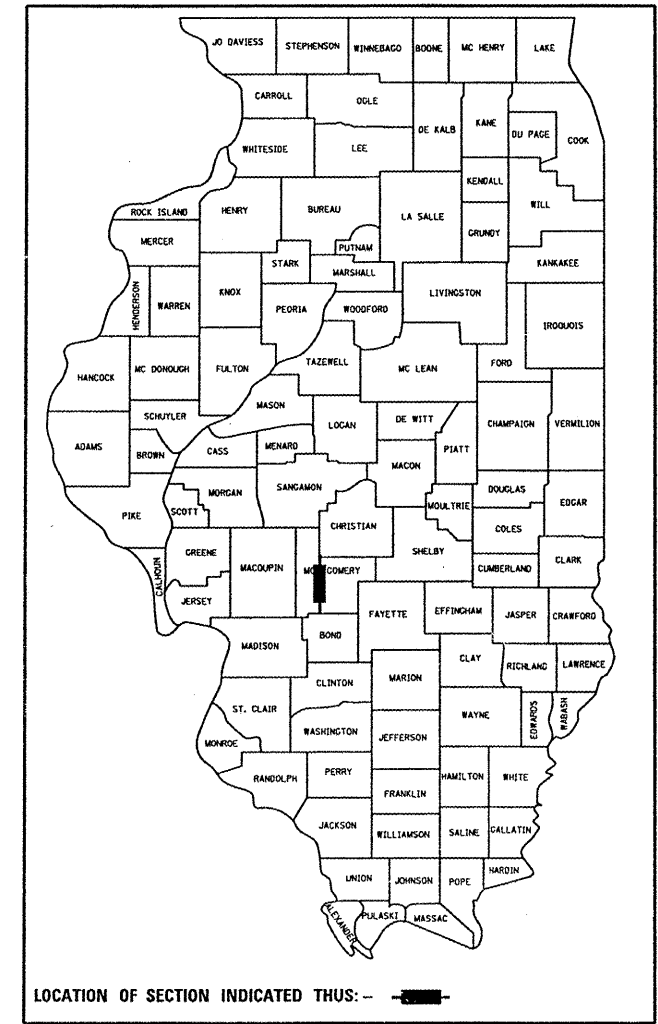 JO DAVIESS
STEPHENSON
WINNEBAGO
BOONE
MC HENRY
LAKE
CARROLL
OGLE
DE KALB
KANE
DU PAGE
COOK
WHITESIDE
LEE
KENDALL
WILL
ROCK ISLAND
HENRY
BUREAU
LA SALLE
GRUNDY
MERCER
PUTNAM
STARK
MARSHALL
KANKAKEE
HENDERSON
WARREN
KNOX
PEORIA
WOODFORD
LIVINGSTON
IROQUOIS
HANCOCK
MC DONOUGH
FULTON
TAZEWELL
MC LEAN
FORD
MASON
SCHUYLER
LOGAN
DE WITT
CHAMPAIGN
VERMILION
ADAMS
BROWN
CASS
MENARD
MACON
PIATT
PIKE
SCOTT
MORGAN
SANGAMON
MOULTRIE
DOUGLAS
EDGAR
CHRISTIAN
COLES
CALHOUN
GREENE
MACOUPIN
SHELBY
CUMBERLAND
CLARK
JERSEY
FAYETTE
EFFINGHAM
JASPER
CRAWFORD
MADISON
BOND
CLAY
RICHLAND
LAWRENCE
CLINTON
MARION
ST. CLAIR
WAYNE
EDWARDS
WABASH
MONROE
WASHINGTON
JEFFERSON
RANDOLPH
PERRY
HAMILTON
WHITE
FRANKLIN
JACKSON
WILLIAMSON
SALINE
GALLATIN
UNION
JOHNSON
POPE
HARDIN
ALEXANDER
PULASKI
MASSAC
LOCATION OF SECTION INDICATED THUS: –